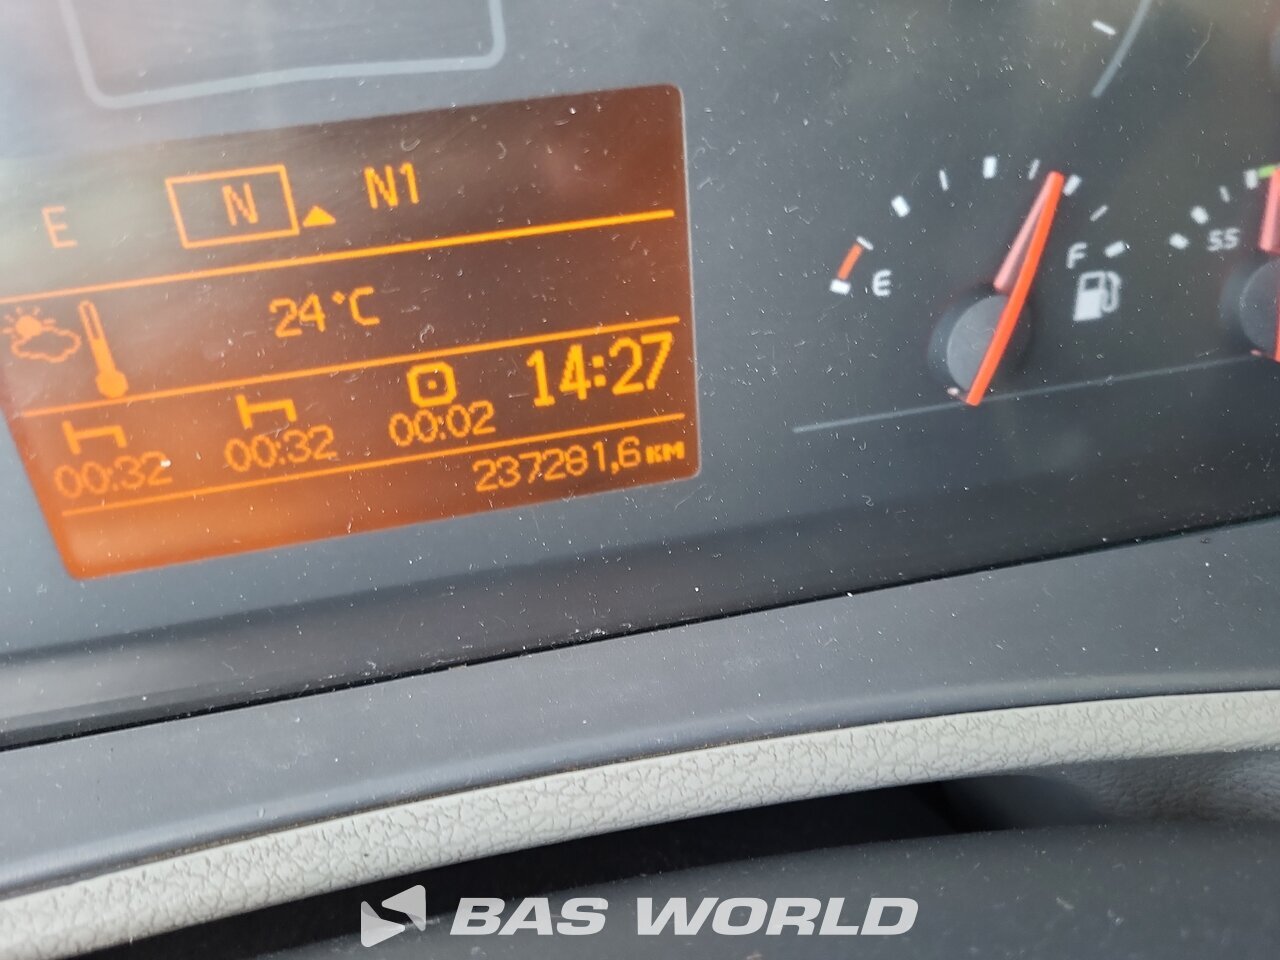 E N N1
24°C
14:27
00:32 00:32 00:02
237281,6 KM
E F
55
BAS WORLD